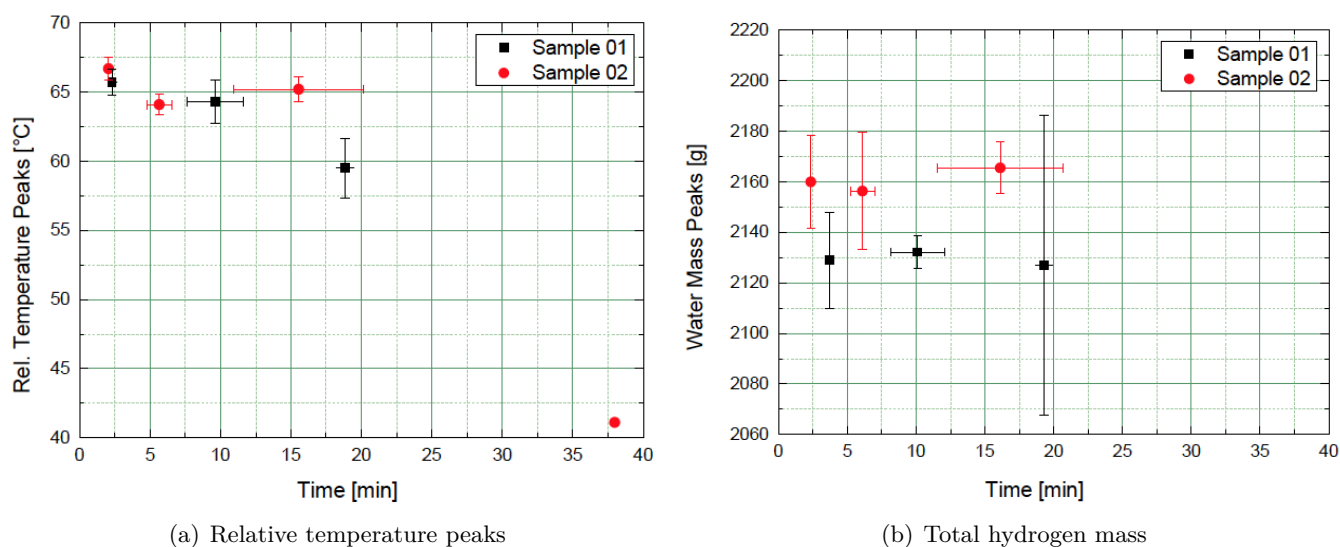 70
65
60
55
50
45
40
Rel. Temperature Peaks [°C]
Sample 01
Sample 02
0 5 10 15 20 25 30 35 40
Time [min]
(a) Relative temperature peaks
2220
2200
2180
2160
2140
2120
2100
2080
2060
Water Mass Peaks [g]
Sample 01
Sample 02
0 5 10 15 20 25 30 35 40
Time [min]
(b) Total hydrogen mass